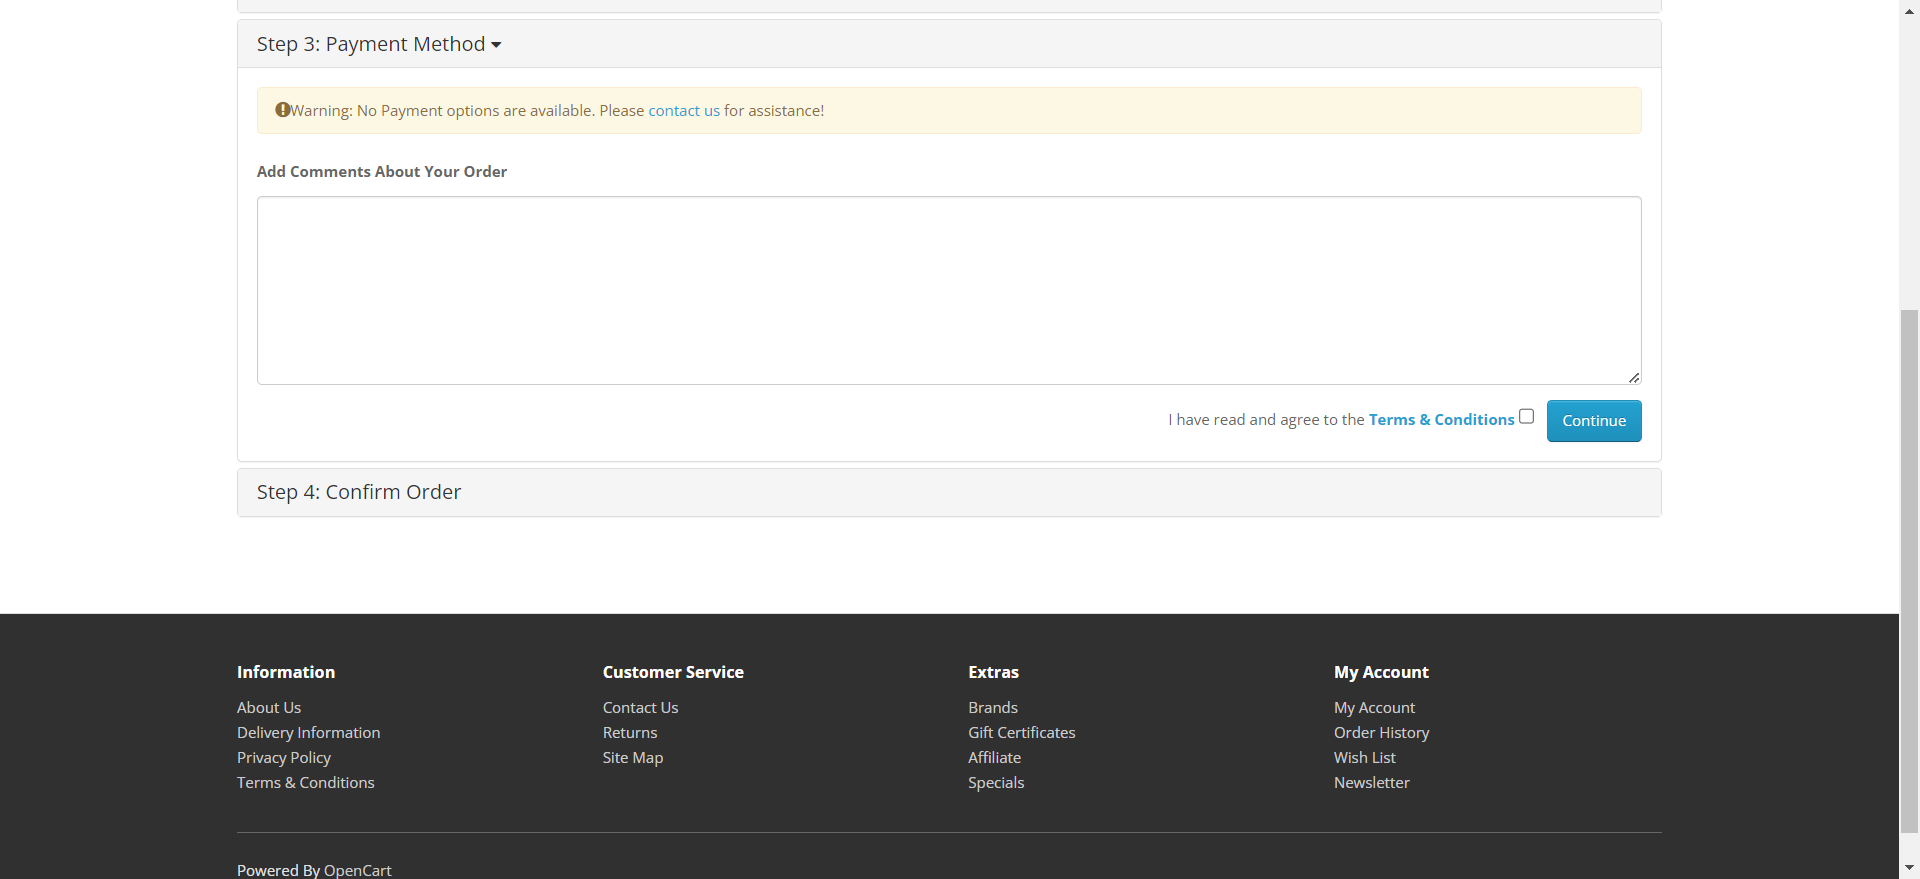 Step 3: Payment Method
Warning: No Payment options are available. Please contact us for assistance!
Add Comments About Your Order
I have read and agree to the Terms & Conditions
Continue
Step 4: Confirm Order
Information
About Us
Delivery Information
Privacy Policy
Terms & Conditions
Customer Service
Contact Us
Returns
Site Map
Extras
Brands
Gift Certificates
Affiliate
Specials
My Account
My Account
Order History
Wish List
Newsletter
Powered By OpenCart